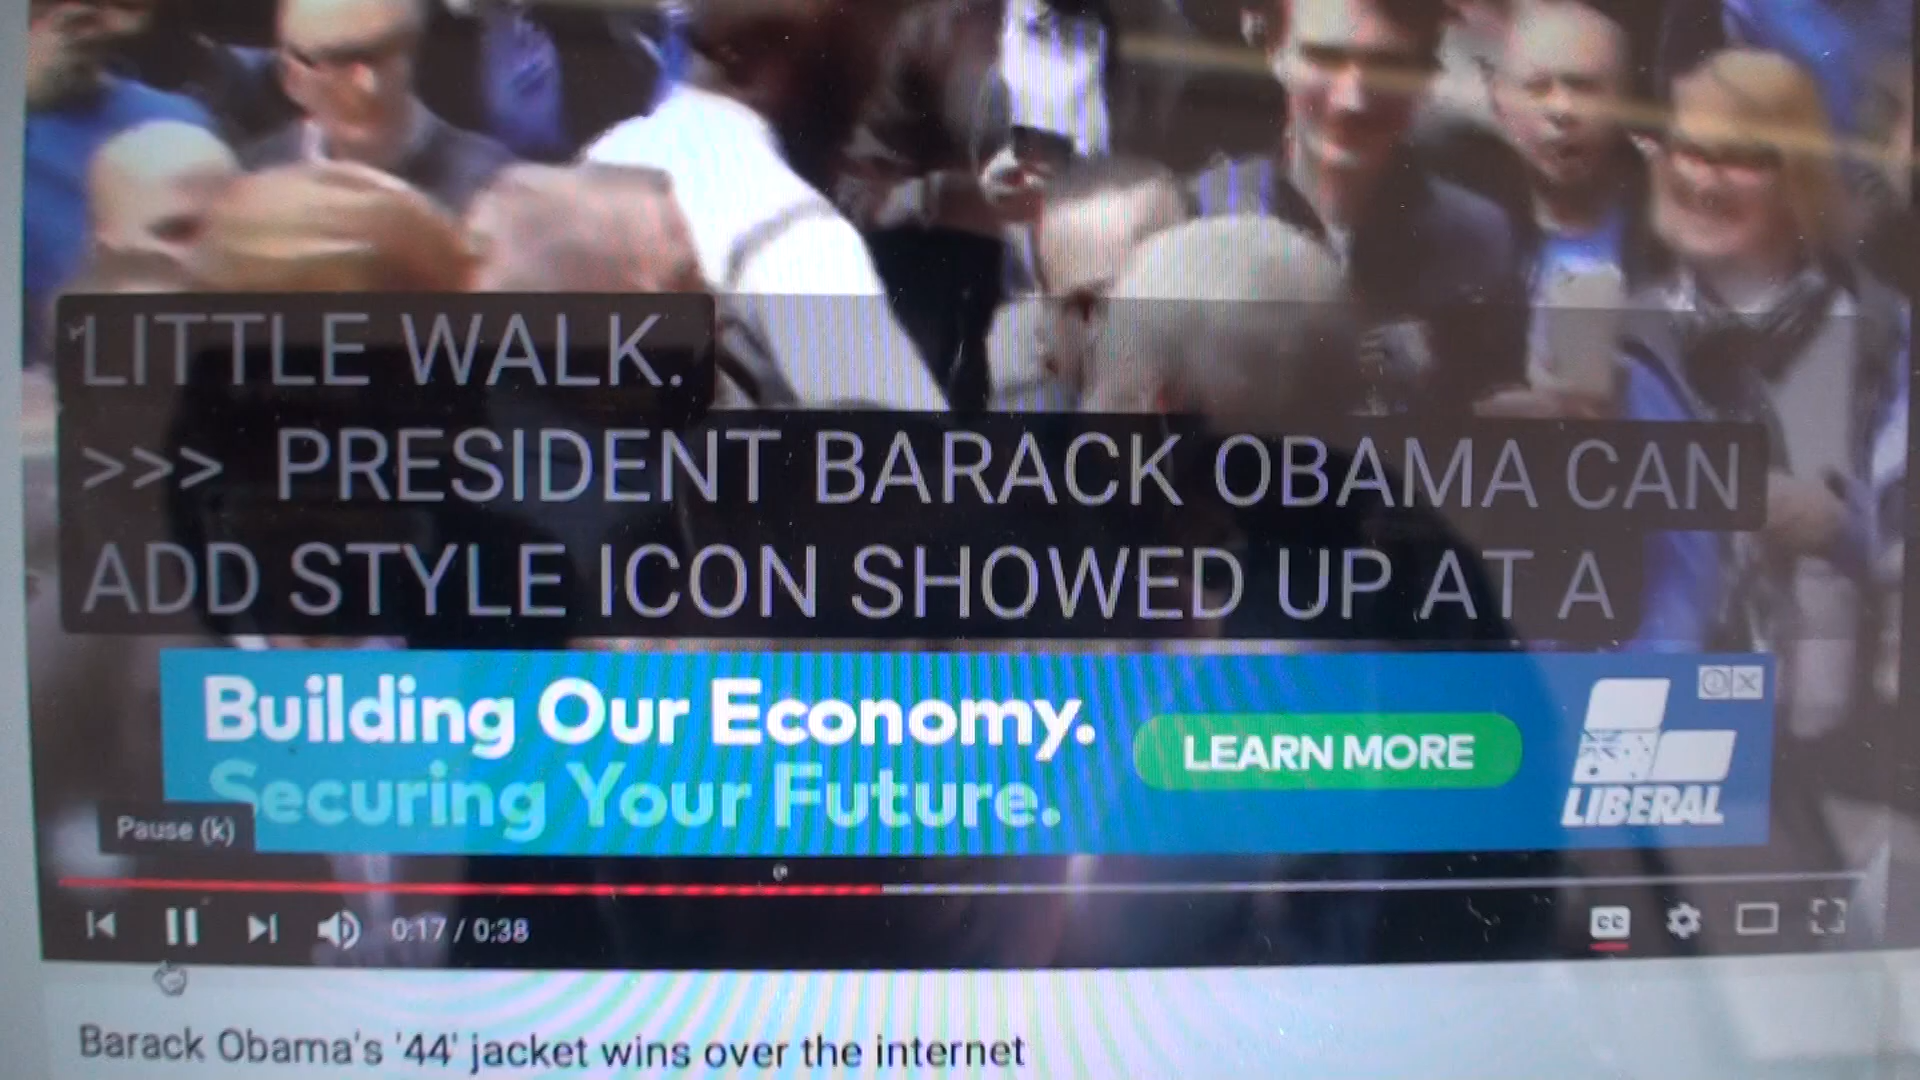 LITTLE WALK.
>>> PRESIDENT BARACK OBAMA CAN
ADD STYLE ICON SHOWED UP AT A
Building Our Economy.
Securing Your Future.
LEARN MORE
LIBERAL
Pause (k)
0:17 / 0:38
CC
Barack Obama's '44' jacket wins over the internet